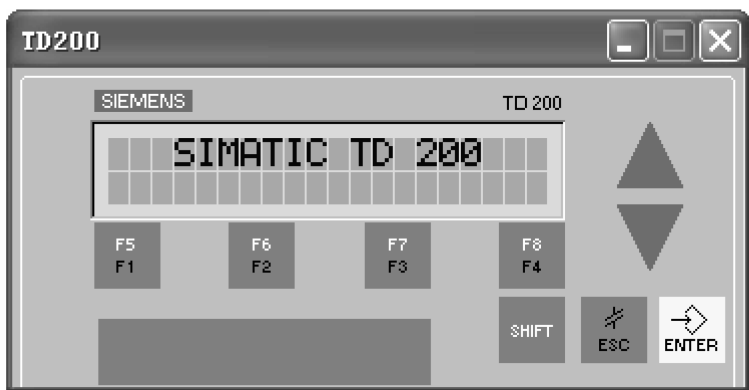 TD200
SIEMENS TD 200
SIMATIC TD 200
F5 F6 F7 F8
F1 F2 F3 F4
SHIFT ESC ENTER